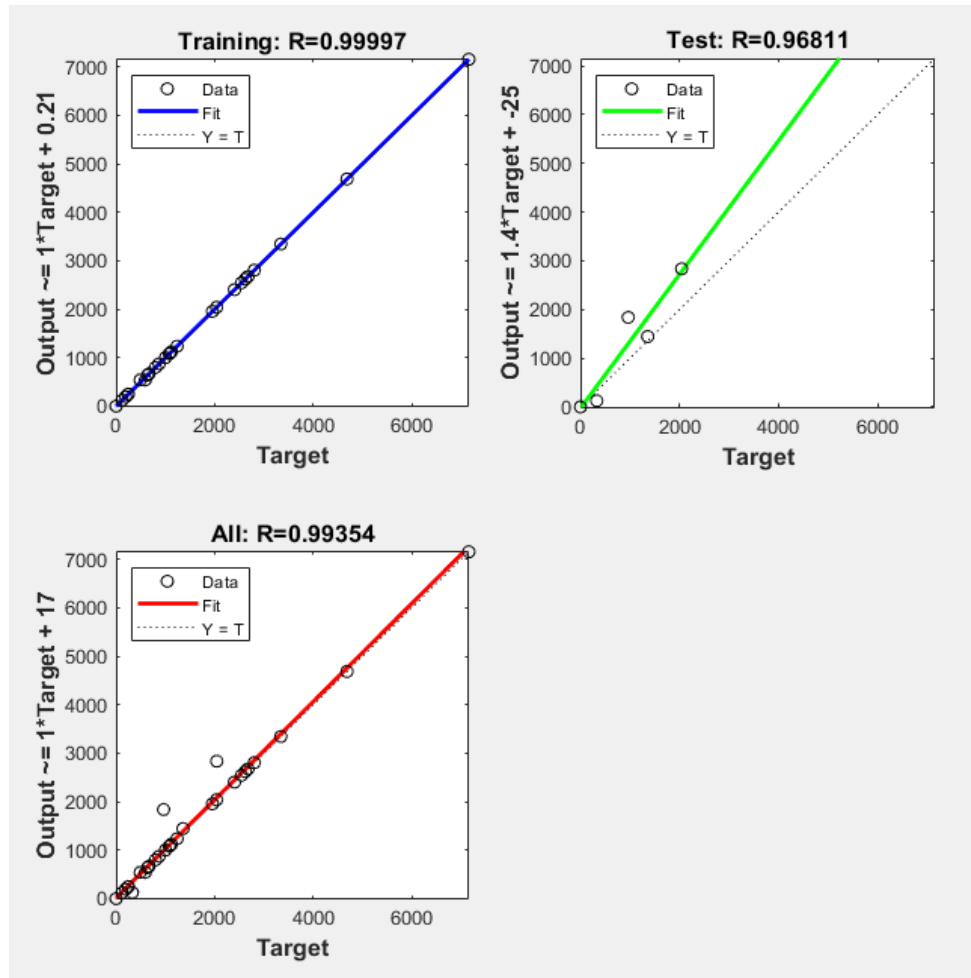 Training: R=0.99997
Output ~= 1*Target + 0.21
7000
6000
5000
4000
3000
2000
1000
0
Data
Fit
Y = T
0 2000 4000 6000
Target
Test: R=0.96811
Output ~= 1.4*Target + -25
7000
6000
5000
4000
3000
2000
1000
0
Data
Fit
Y = T
0 2000 4000 6000
Target
All: R=0.99354
Output ~= 1*Target + 17
7000
6000
5000
4000
3000
2000
1000
0
Data
Fit
Y = T
0 2000 4000 6000
Target